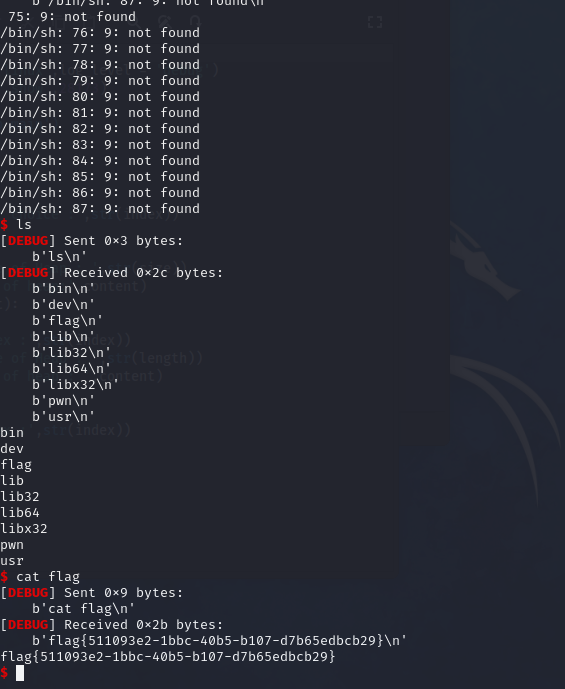 b'/bin/sh: 87: 9: not found\n'
 75: 9: not found
/bin/sh: 76: 9: not found
/bin/sh: 77: 9: not found
/bin/sh: 78: 9: not found
/bin/sh: 79: 9: not found
/bin/sh: 80: 9: not found
/bin/sh: 81: 9: not found
/bin/sh: 82: 9: not found
/bin/sh: 83: 9: not found
/bin/sh: 84: 9: not found
/bin/sh: 85: 9: not found
/bin/sh: 86: 9: not found
/bin/sh: 87: 9: not found
$ ls
[DEBUG] Sent 0×3 bytes:
    b'ls\n'
[DEBUG] Received 0×2c bytes:
    b'bin\n'
    b'dev\n'
    b'flag\n'
    b'lib\n'
    b'lib32\n'
    b'lib64\n'
    b'libx32\n'
    b'pwn\n'
    b'usr\n'
bin
dev
flag
lib
lib32
lib64
libx32
pwn
usr
$ cat flag
[DEBUG] Sent 0×9 bytes:
    b'cat flag\n'
[DEBUG] Received 0×2b bytes:
    b'flag{511093e2-1bbc-40b5-b107-d7b65edbcb29}\n'
flag{511093e2-1bbc-40b5-b107-d7b65edbcb29}
$